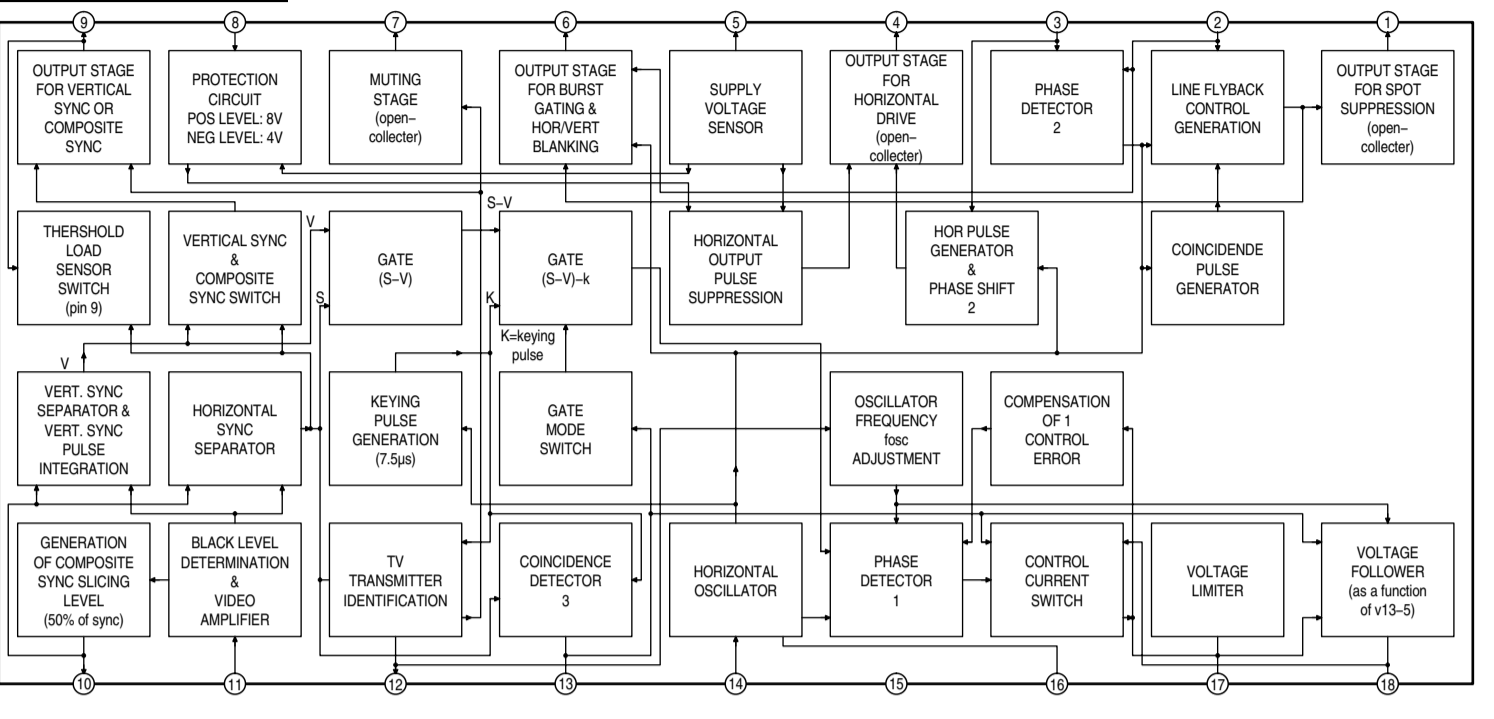 9
8
7
6
5
4
3
2
1
OUTPUT STAGE
FOR VERTICAL
SYNC OR
COMPOSITE
SYNC
PROTECTION
CIRCUIT
POS LEVEL: 8V
NEG LEVEL: 4V
MUTING
STAGE
(open–
collecter)
OUTPUT STAGE
FOR BURST
GATING &
HOR/VERT
BLANKING
SUPPLY
VOLTAGE
SENSOR
OUTPUT STAGE
FOR
HORIZONTAL
DRIVE
(open–
collecter)
PHASE
DETECTOR
2
LINE FLYBACK
CONTROL
GENERATION
OUTPUT STAGE
FOR SPOT
SUPPRESSION
(open–
collecter)
THERSHOLD
LOAD
SENSOR
SWITCH
(pin 9)
VERTICAL SYNC
&
COMPOSITE
SYNC SWITCH
V
S
GATE
(S–V)
S–V
K
GATE
(S–V)–k
K=keying
pulse
HORIZONTAL
OUTPUT
PULSE
SUPPRESSION
HOR PULSE
GENERATOR
&
PHASE SHIFT
2
COINCIDENDE
PULSE
GENERATOR
V
VERT. SYNC
SEPARATOR &
VERT. SYNC
PULSE
INTEGRATION
HORIZONTAL
SYNC
SEPARATOR
KEYING
PULSE
GENERATION
(7.5µs)
GATE
MODE
SWITCH
OSCILLATOR
FREQUENCY
fosc
ADJUSTMENT
COMPENSATION
OF 1
CONTROL
ERROR
GENERATION
OF COMPOSITE
SYNC SLICING
LEVEL
(50% of sync)
BLACK LEVEL
DETERMINATION
&
VIDEO
AMPLIFIER
TV
TRANSMITTER
IDENTIFICATION
COINCIDENCE
DETECTOR
3
HORIZONTAL
OSCILLATOR
PHASE
DETECTOR
1
CONTROL
CURRENT
SWITCH
VOLTAGE
LIMITER
VOLTAGE
FOLLOWER
(as a function
of v13–5)
10
11
12
13
14
15
16
17
18